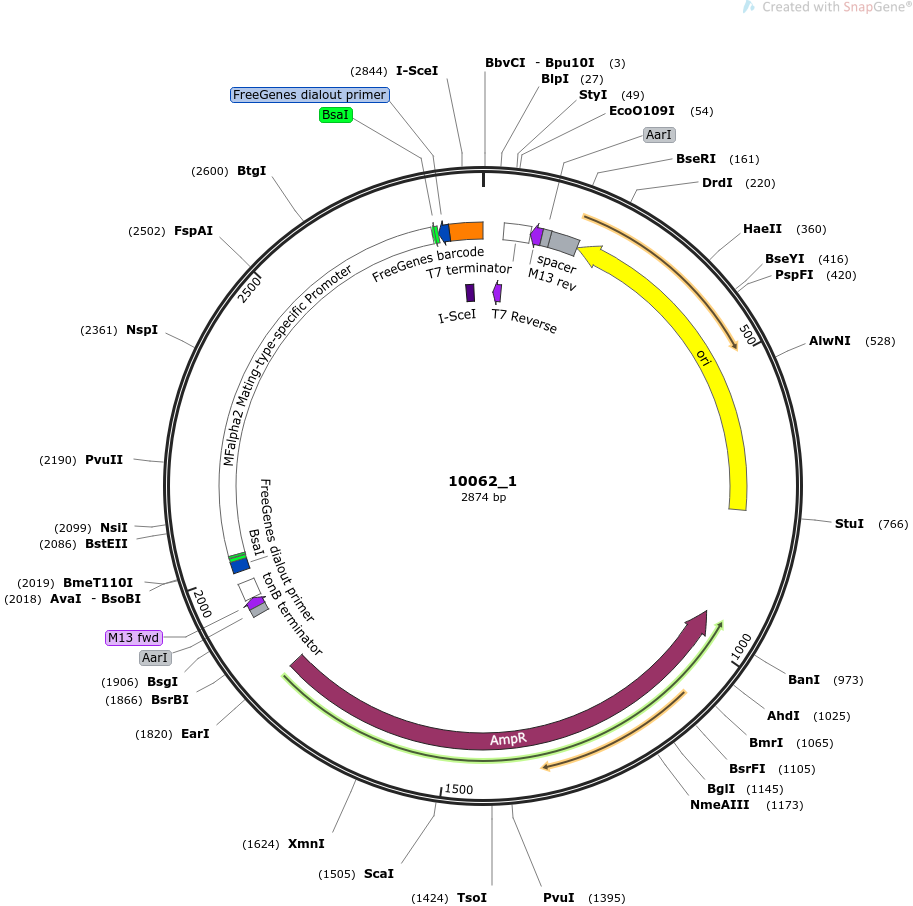 Created with SnapGene®
(2844) I-SceI
BbvCI - Bpu10I (3)
BlpI (27)
StyI (49)
EcoO109I (54)
AarI
BseRI (161)
DrdI (220)
HaeII (360)
BseYI (416)
PspFI (420)
500
AlwNI (528)
StuI (766)
1000
BanI (973)
AhdI (1025)
BmrI (1065)
BsrFI (1105)
BglI (1145)
NmeAIII (1173)
PvuI (1395)
(1424) TsoI
1500
(1505) ScaI
(1624) XmnI
(1820) EarI
(1866) BsrBI
(1906) BsgI
AarI
M13 fwd
2000
(2018) AvaI - BsoBI
(2019) BmeT110I
(2086) BstEII
(2099) NsiI
(2190) PvuII
(2361) NspI
2500
(2502) FspAI
(2600) BtgI
BsaI
FreeGenes dialout primer
FreeGenes barcode
T7 terminator
spacer
M13 rev
I-SceI
T7 Reverse
ori
MFalpha2 Mating-type-specific Promoter
10062_1
2874 bp
FreeGenes dialout primer
BsaI
tonB terminator
AmpR